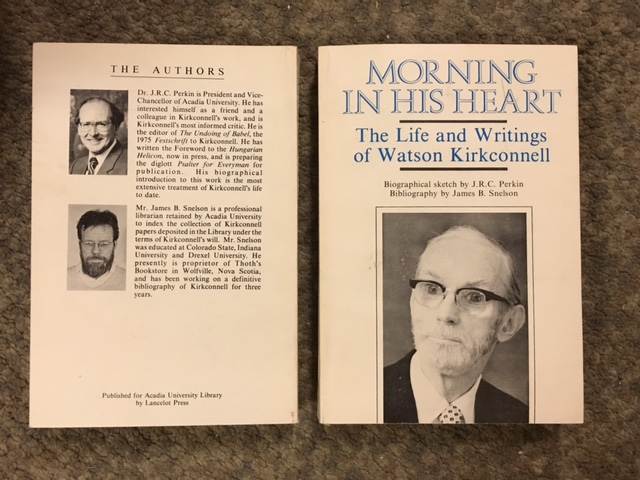 THE AUTHORS
Dr. J.R.C. Perkin is President and Vice-
Chancellor of Acadia University. He has
interested himself as a friend and a
colleague in Kirkconnell's work, and is
Kirkconnell's most informed critic. He is
the editor of The Undoing of Babel, the
1975 Festschrift to Kirkconnell. He has
written the Foreword to the Hungarian
Helicon, now in press, and is preparing
the diglott Psalter for Everyman for
publication. His biographical
introduction to this work is the most
extensive treatment of Kirkconnell's life
to date.
Mr. James B. Snelson is a professional
librarian retained by Acadia University
to index the collection of Kirkconnell
papers deposited in the Library under the
terms of Kirkconnell's will. Mr. Snelson
was educated at Colorado State, Indiana
University and Drexel University. He
presently is proprietor of Thoth's
Bookstore in Wolfville, Nova Scotia,
and has been working on a definitive
bibliography of Kirkconnell for three
years.
Published for Acadia University Library
by Lancelot Press
MORNING
IN HIS HEART
The Life and Writings
of Watson Kirkconnell
Biographical sketch by J.R.C. Perkin
Bibliography by James B. Snelson